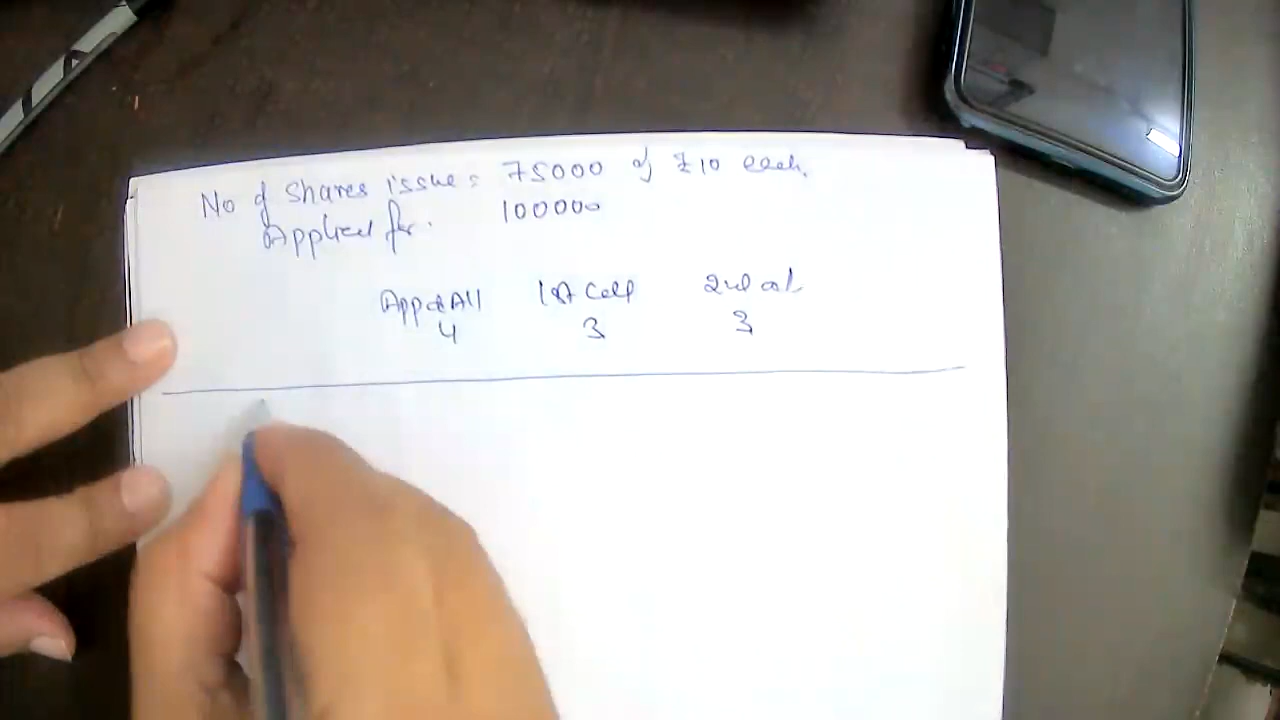 No of Shares issue : 75000 of ₹10 each.
Applied for. 100000
App & All 1st Call 2nd cal
4 3 3